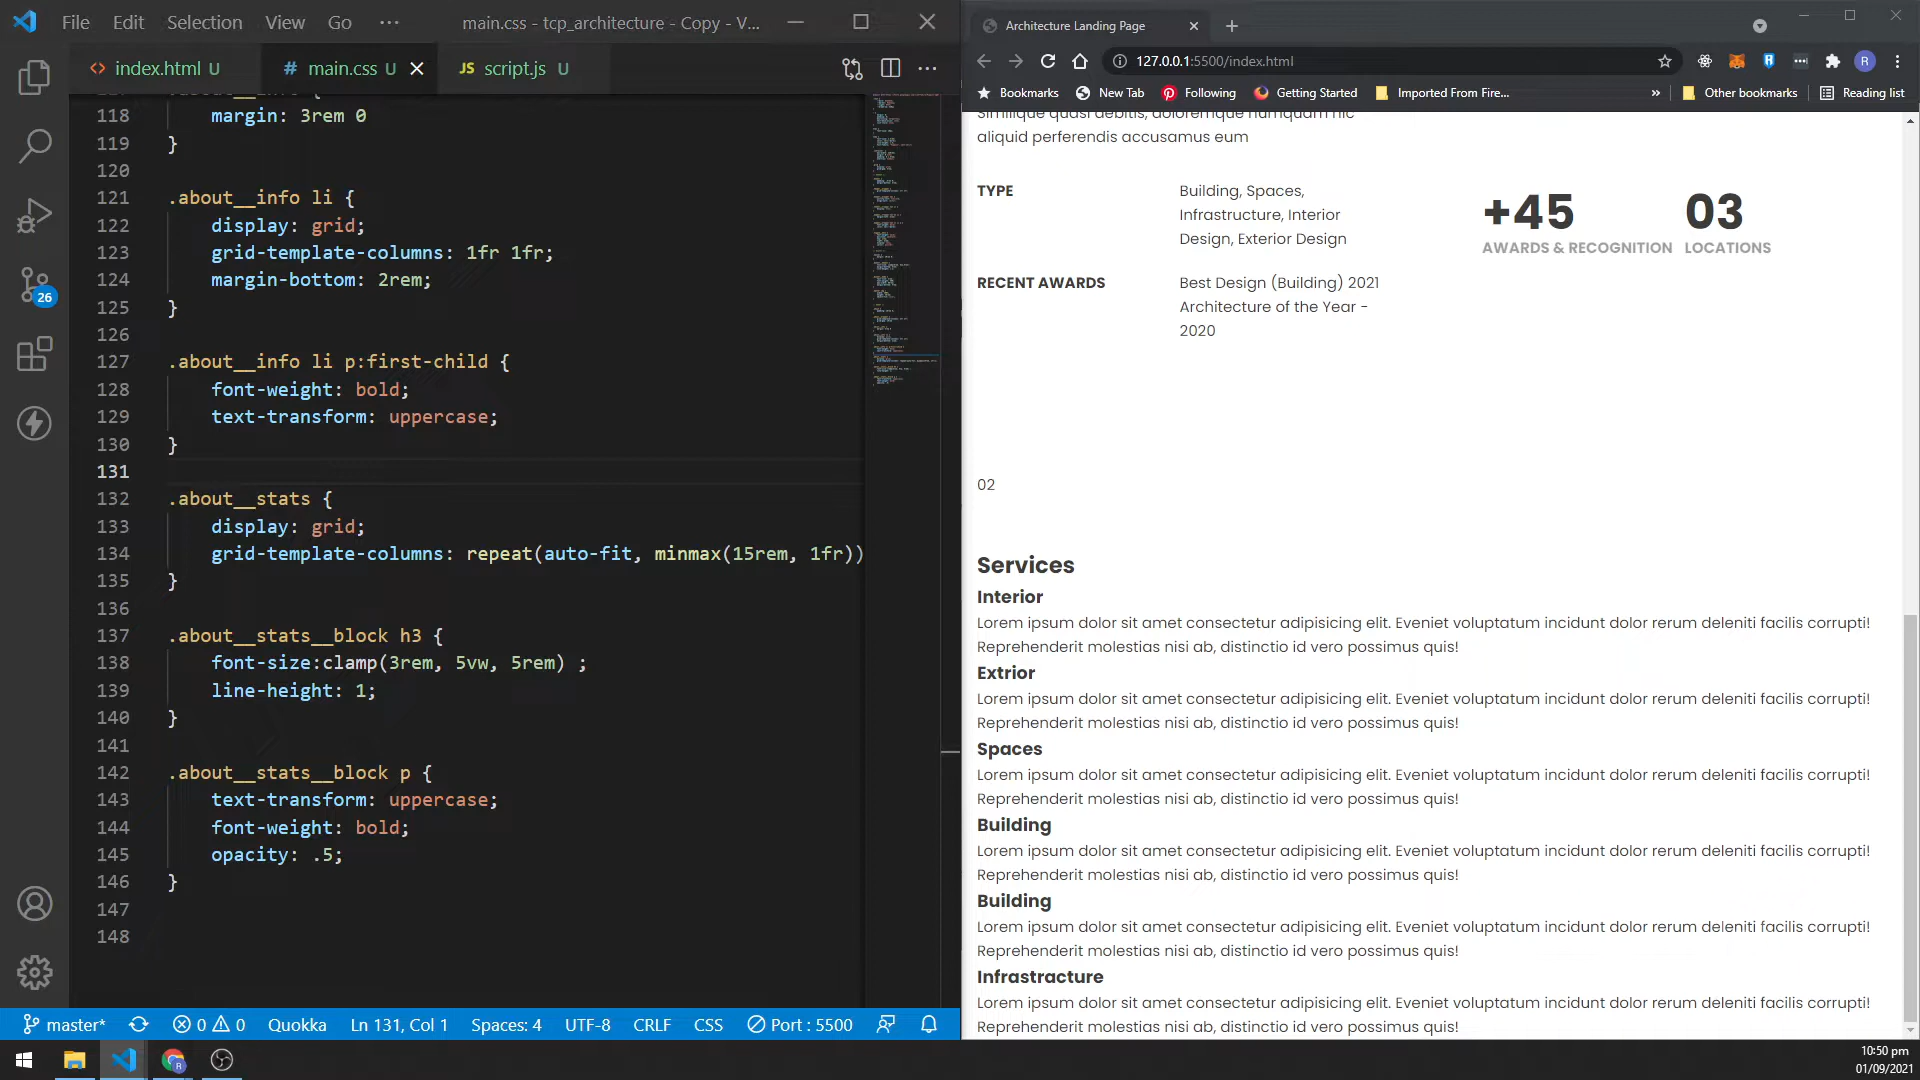 File Edit Selection View Go ··· main.css - tcp_architecture - Copy - V...
index.html U
# main.css U
JS script.js U
118 margin: 3rem 0
119 }
120
121 .about__info li {
122 display: grid;
123 grid-template-columns: 1fr 1fr;
124 margin-bottom: 2rem;
125 }
126
127 .about__info li p:first-child {
128 font-weight: bold;
129 text-transform: uppercase;
130 }
131
132 .about__stats {
133 display: grid;
134 grid-template-columns: repeat(auto-fit, minmax(15rem, 1fr))
135 }
136
137 .about__stats__block h3 {
138 font-size:clamp(3rem, 5vw, 5rem) ;
139 line-height: 1;
140 }
141
142 .about__stats__block p {
143 text-transform: uppercase;
144 font-weight: bold;
145 opacity: .5;
146 }
147
148
26
master* 0 0 Quokka Ln 131, Col 1 Spaces: 4 UTF-8 CRLF CSS Port : 5500
Architecture Landing Page
127.0.0.1:5500/index.html
R
Bookmarks New Tab Following Getting Started Imported From Fire... » Other bookmarks Reading list
Similique quasi debitis, doloremque numquam hic
aliquid perferendis accusamus eum
TYPE
Building, Spaces,
Infrastructure, Interior
Design, Exterior Design
+45
AWARDS & RECOGNITION
03
LOCATIONS
RECENT AWARDS
Best Design (Building) 2021
Architecture of the Year -
2020
02
Services
Interior
Lorem ipsum dolor sit amet consectetur adipisicing elit. Eveniet voluptatum incidunt dolor rerum deleniti facilis corrupti!
Reprehenderit molestias nisi ab, distinctio id vero possimus quis!
Extrior
Lorem ipsum dolor sit amet consectetur adipisicing elit. Eveniet voluptatum incidunt dolor rerum deleniti facilis corrupti!
Reprehenderit molestias nisi ab, distinctio id vero possimus quis!
Spaces
Lorem ipsum dolor sit amet consectetur adipisicing elit. Eveniet voluptatum incidunt dolor rerum deleniti facilis corrupti!
Reprehenderit molestias nisi ab, distinctio id vero possimus quis!
Building
Lorem ipsum dolor sit amet consectetur adipisicing elit. Eveniet voluptatum incidunt dolor rerum deleniti facilis corrupti!
Reprehenderit molestias nisi ab, distinctio id vero possimus quis!
Building
Lorem ipsum dolor sit amet consectetur adipisicing elit. Eveniet voluptatum incidunt dolor rerum deleniti facilis corrupti!
Reprehenderit molestias nisi ab, distinctio id vero possimus quis!
Infrastracture
Lorem ipsum dolor sit amet consectetur adipisicing elit. Eveniet voluptatum incidunt dolor rerum deleniti facilis corrupti!
Reprehenderit molestias nisi ab, distinctio id vero possimus quis!
10:50 pm
01/09/2021